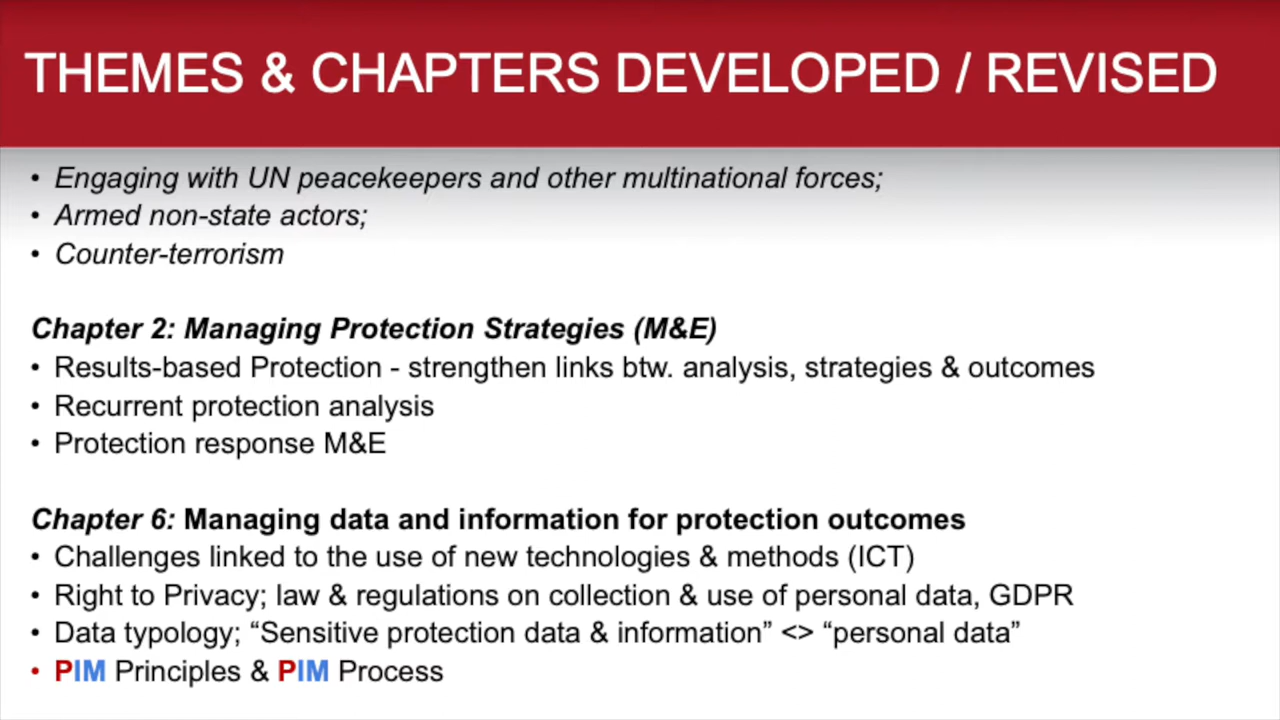 THEMES & CHAPTERS DEVELOPED / REVISED
• Engaging with UN peacekeepers and other multinational forces;
• Armed non-state actors;
• Counter-terrorism
Chapter 2: Managing Protection Strategies (M&E)
• Results-based Protection - strengthen links btw. analysis, strategies & outcomes
• Recurrent protection analysis
• Protection response M&E
Chapter 6: Managing data and information for protection outcomes
• Challenges linked to the use of new technologies & methods (ICT)
• Right to Privacy; law & regulations on collection & use of personal data, GDPR
• Data typology; “Sensitive protection data & information” <> “personal data”
• PIM Principles & PIM Process